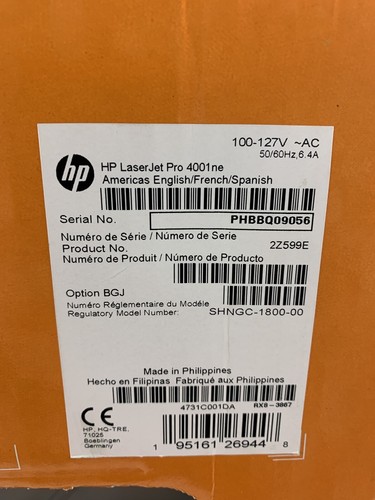 100-127V ~AC
50/60Hz, 6.4A
hp
HP LaserJet Pro 4001ne
Americas English/French/Spanish
Serial No. PHBBQ09056
Numéro de Série / Número de Serie
Product No. 2Z599E
Numéro de Produit / Número de Producto
Option BGJ
Numéro Réglementaire du Modéle
Regulatory Model Number: SHNGC-1800-00
Made in Philippines
Hecho en Filipinas Fabriqué aux Philippines
4731C001DA RX8-3867
CE
HP, HQ-TRE,
71025
Boeblingen
Germany
1 95161 26944 8